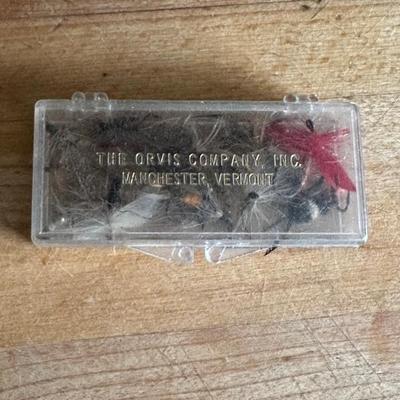 THE ORVIS COMPANY, INC.
MANCHESTER, VERMONT